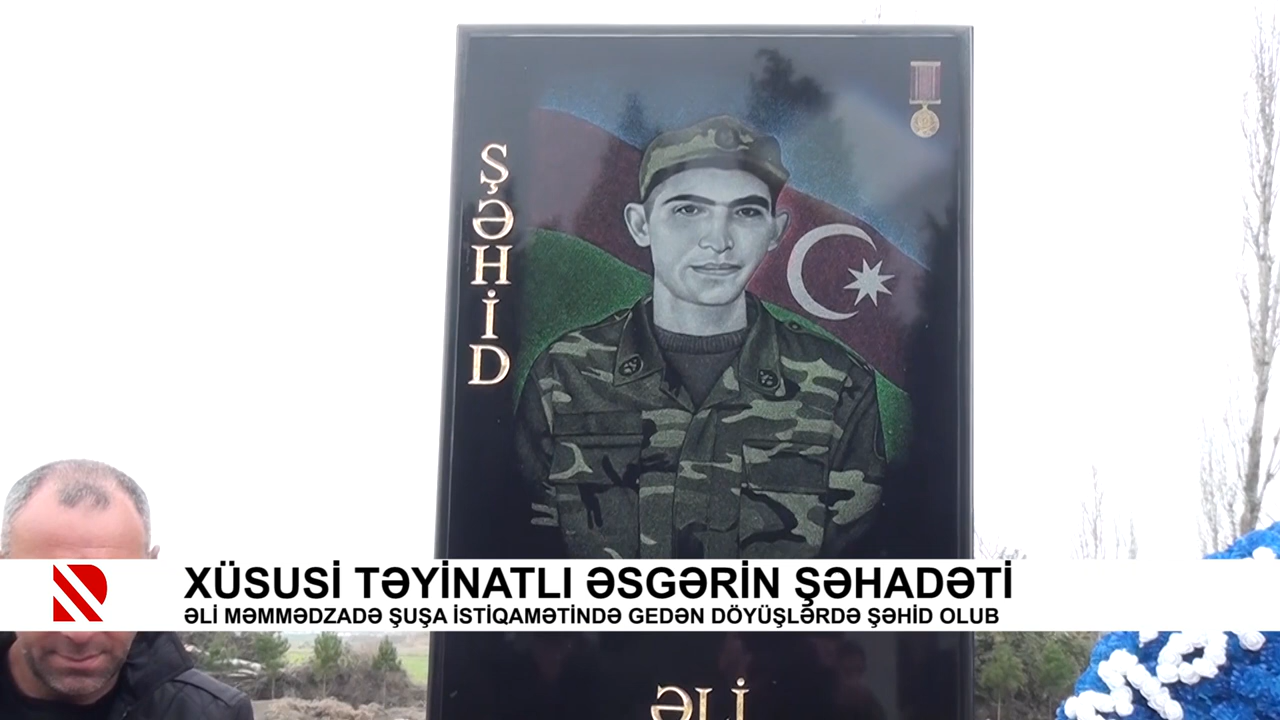 ŞƏHİD
XÜSUSİ TƏYİNATLI ƏSGƏRİN ŞƏHADƏTİ
ƏLİ MƏMMƏDZADƏ ŞUŞA İSTİQAMƏTİNDƏ GEDƏN DÖYÜŞLƏRDƏ ŞƏHİD OLUB
ƏLİ